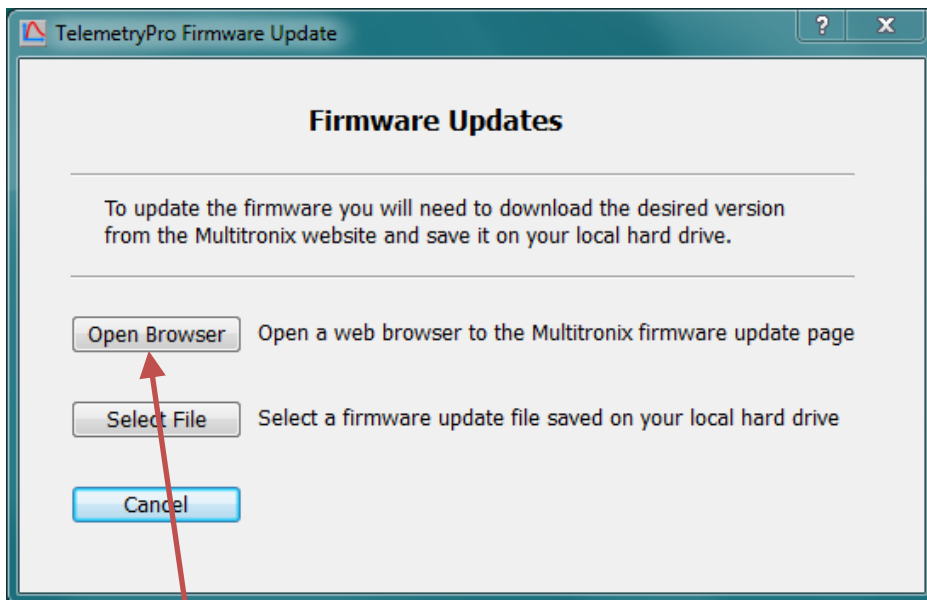 TelemetryPro Firmware Update
?
X
Firmware Updates
To update the firmware you will need to download the desired version
from the Multitronix website and save it on your local hard drive.
Open Browser Open a web browser to the Multitronix firmware update page
Select File Select a firmware update file saved on your local hard drive
Cancel